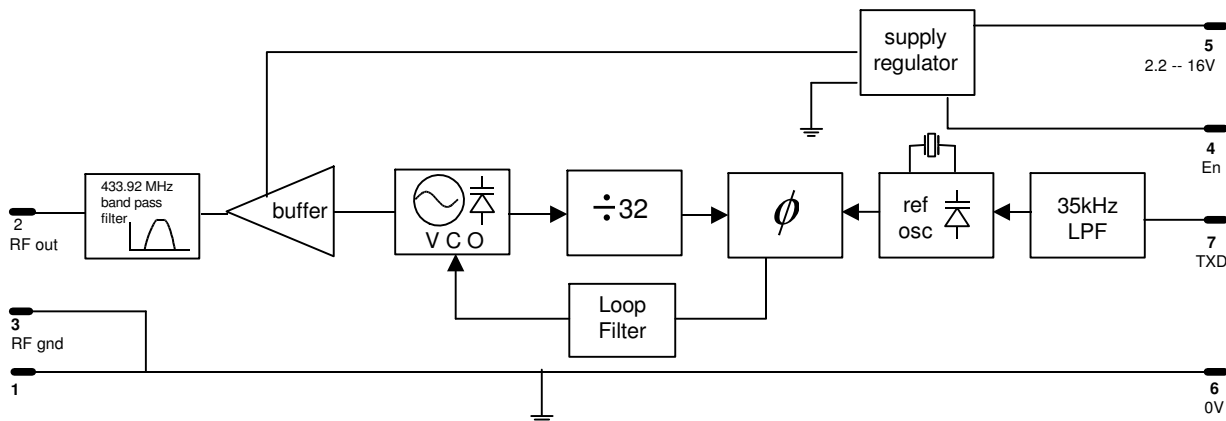 supply
regulator
5
2.2 -- 16V
4
En
433.92 MHz
band pass
filter
buffer
V C O
÷32
ϕ
ref
osc
35kHz
LPF
2
RF out
7
TXD
Loop
Filter
3
RF gnd
1
6
0V